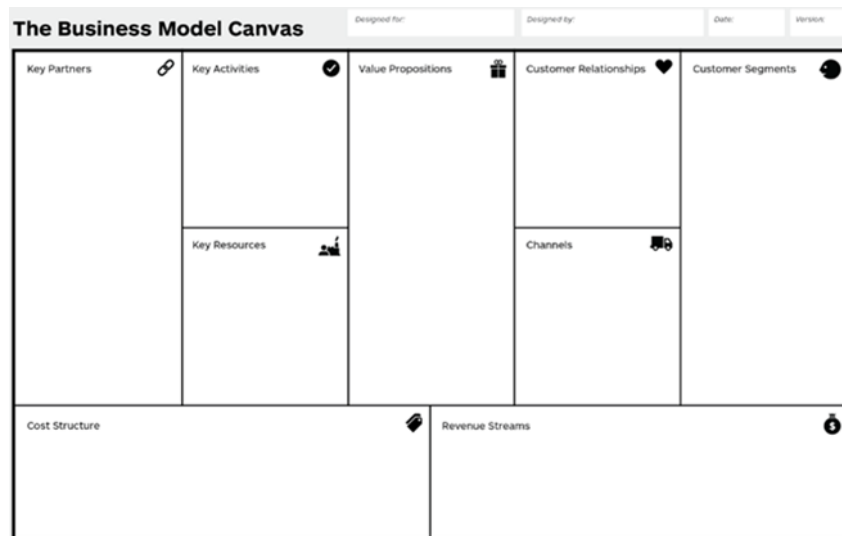 The Business Model Canvas
Designed for:
Designed by:
Date:
Version:
Key Partners
Key Activities
Value Propositions
Customer Relationships
Customer Segments
Key Resources
Channels
Cost Structure
Revenue Streams